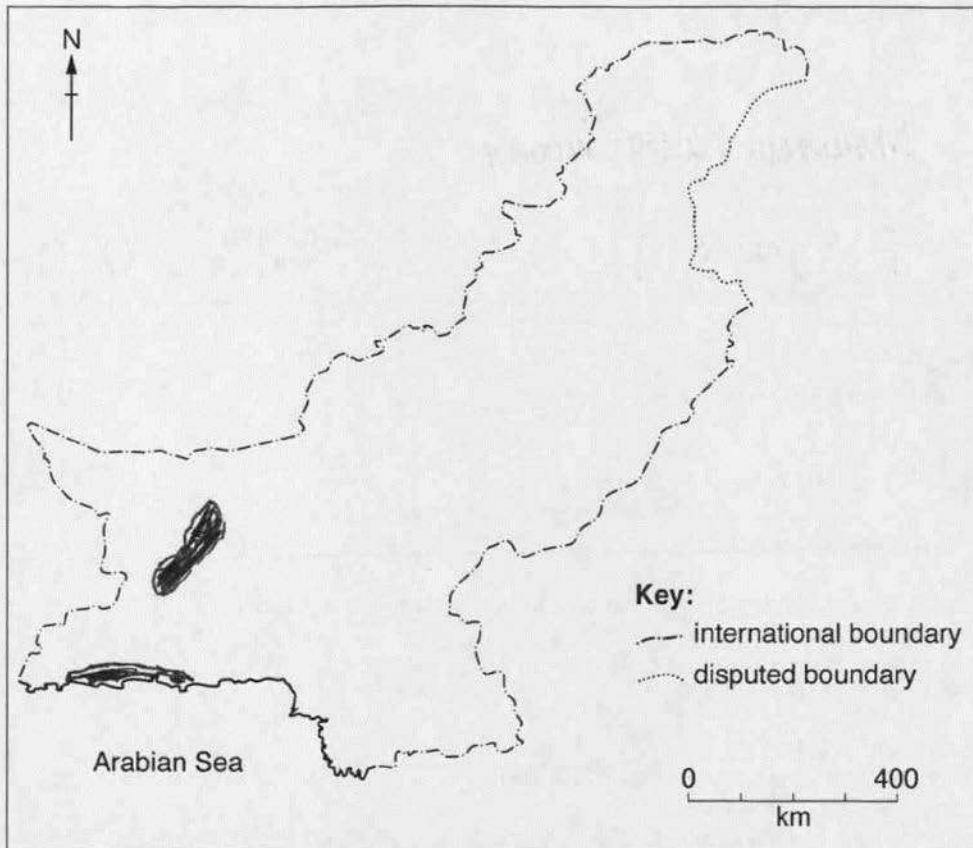 N
Key:
international boundary
disputed boundary
Arabian Sea
0 400
km